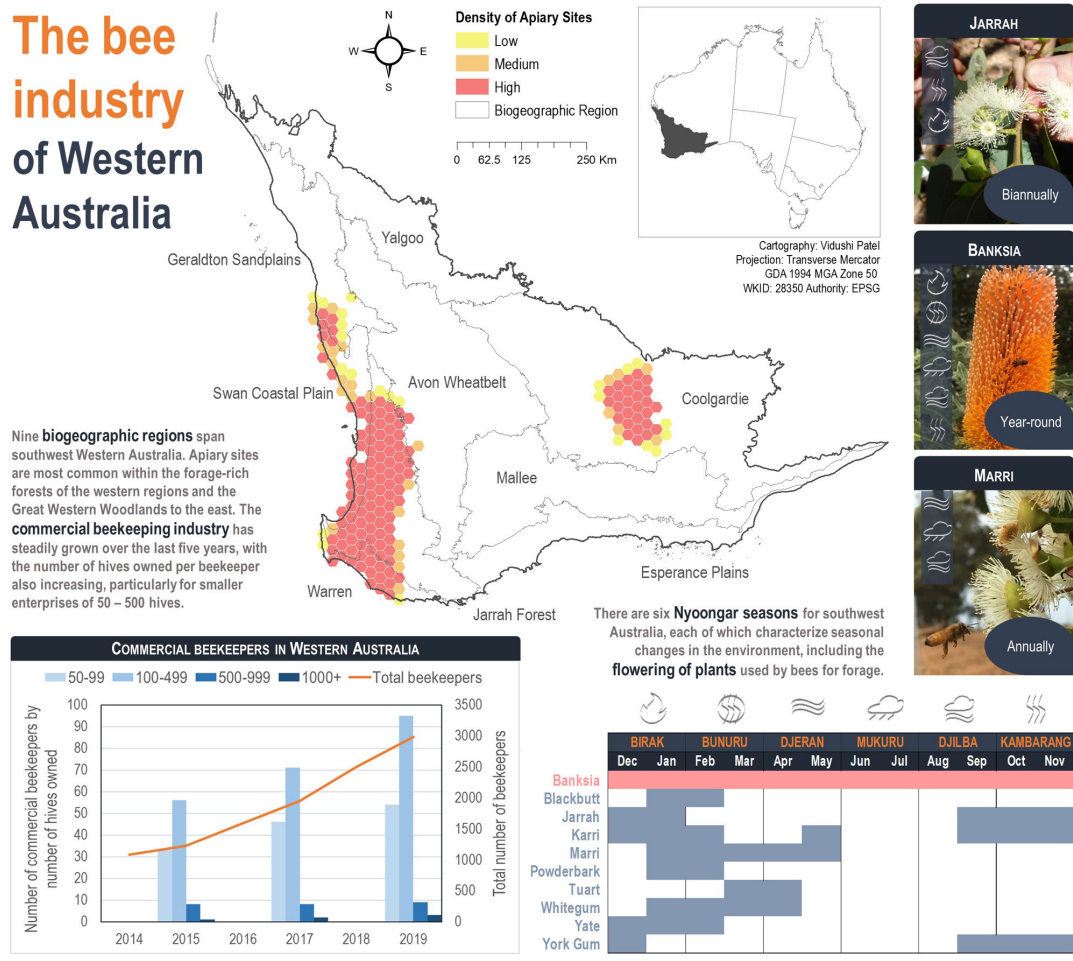 The bee
industry
of Western
Australia
N
W
E
S
Density of Apiary Sites
Low
Medium
High
Biogeographic Region
0 62.5 125 250 Km
Cartography: Vidushi Patel
Projection: Transverse Mercator
GDA 1994 MGA Zone 50
WKID: 28350 Authority: EPSG
Yalgoo
Geraldton Sandplains
Avon Wheatbelt
Swan Coastal Plain
Coolgardie
Mallee
Esperance Plains
Warren
Jarrah Forest
Nine biogeographic regions span
southwest Western Australia. Apiary sites
are most common within the forage-rich
forests of the western regions and the
Great Western Woodlands to the east. The
commercial beekeeping industry has
steadily grown over the last five years, with
the number of hives owned per beekeeper
also increasing, particularly for smaller
enterprises of 50 – 500 hives.
JARRAH
Biannually
BANKSIA
Year-round
MARRI
Annually
There are six Nyoongar seasons for southwest
Australia, each of which characterize seasonal
changes in the environment, including the
flowering of plants used by bees for forage.
COMMERCIAL BEEKEEPERS IN WESTERN AUSTRALIA
50-99 100-499 500-999 1000+ Total beekeepers
Number of commercial beekeepers by
number of hives owned
100
90
80
70
60
50
40
30
20
10
0
3500
3000
2500
2000
1500
1000
500
0
Total number of beekeepers
2014 2015 2016 2017 2018 2019
BIRAK BUNURU DJERAN MUKURU DJILBA KAMBARANG
Dec Jan Feb Mar Apr May Jun Jul Aug Sep Oct Nov
Banksia
Blackbutt
Jarrah
Karri
Marri
Powderbark
Tuart
Whitegum
Yate
York Gum